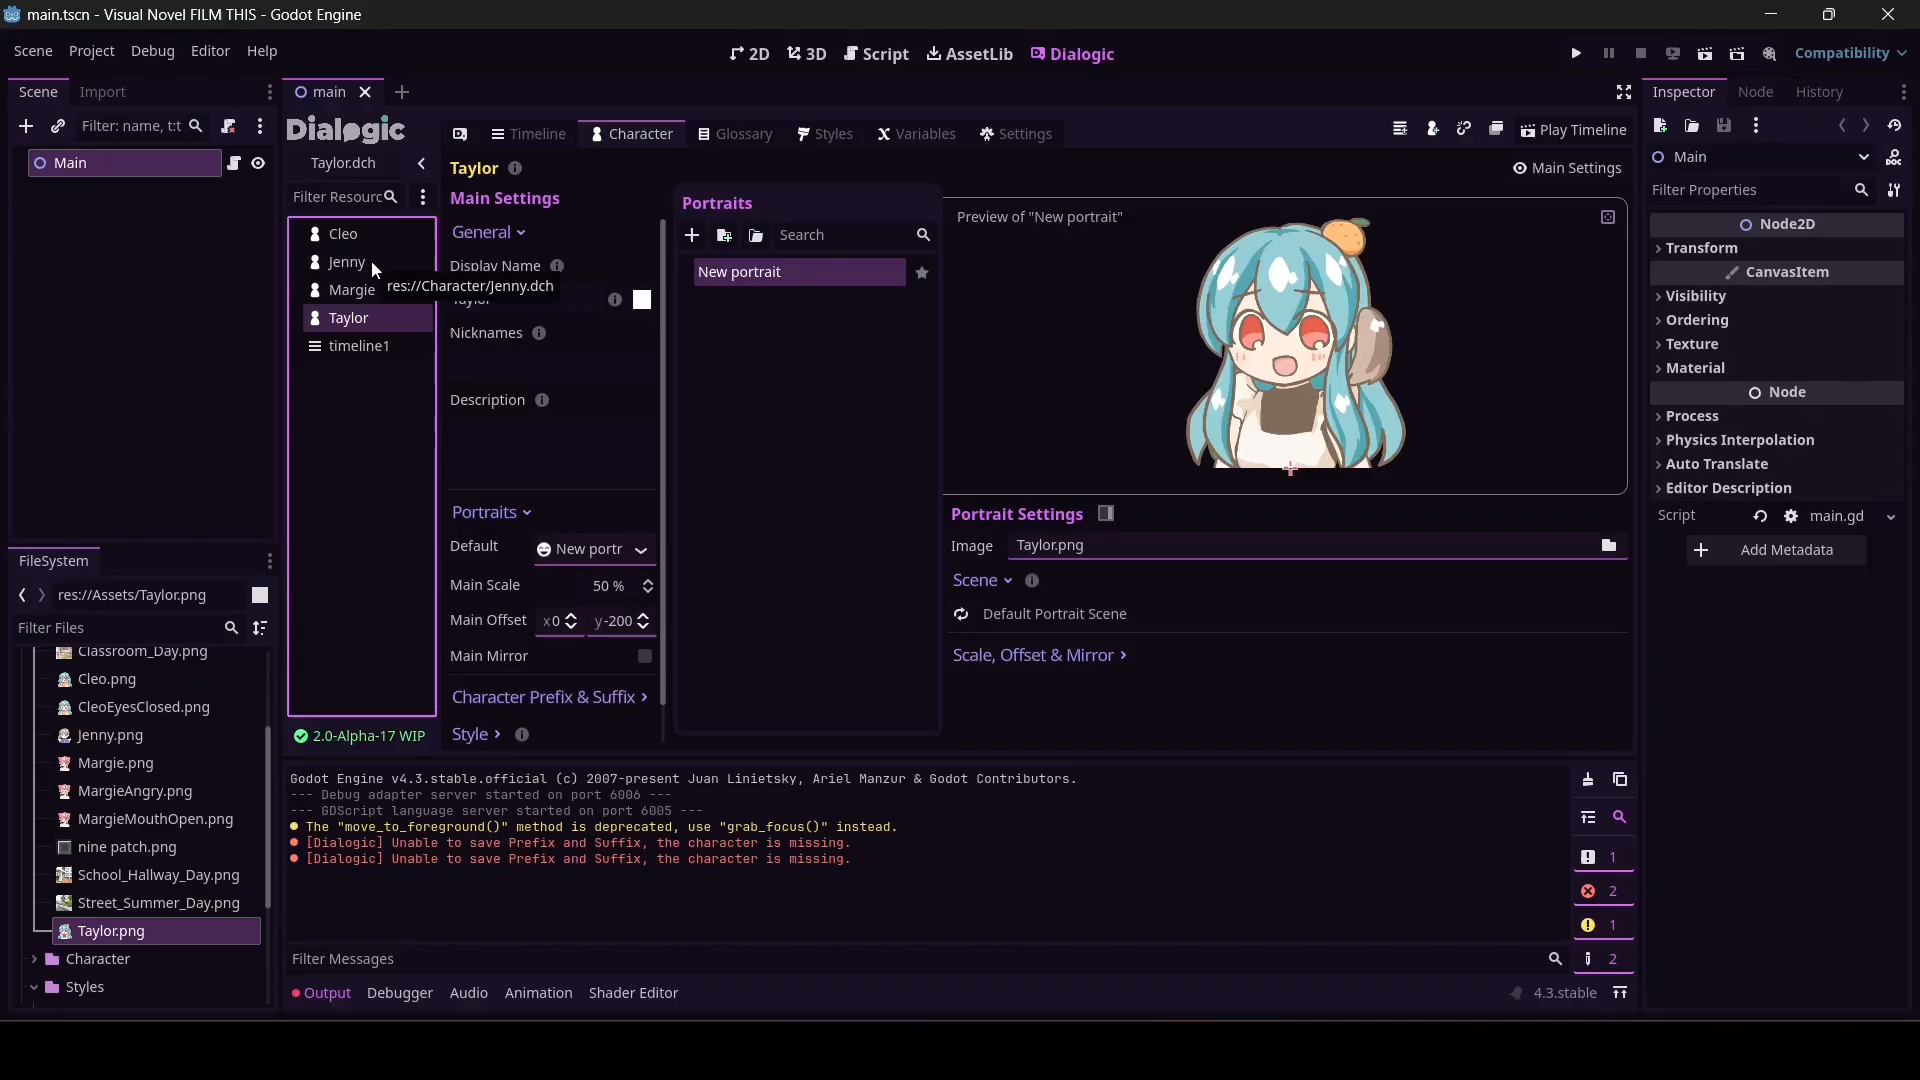 main.tscn - Visual Novel FILM THIS - Godot Engine
Scene Project Debug Editor Help
2D 3D Script AssetLib Dialogic
Compatibility
Scene Import
main
Inspector Node History
Filter: name, t:t
Dialogic
Timeline Character Glossary Styles Variables Settings
Play Timeline
Main
Taylor.dch
Taylor
Main Settings
Main
Filter Resourc
Main Settings
Filter Properties
Cleo
Jenny
Margie
Taylor
timeline1
res://Character/Jenny.dch
General
Display Name
Taylor
Nicknames
Description
Portraits
Default New portr
Main Scale 50 %
Main Offset x 0 y -200
Main Mirror
Character Prefix & Suffix
Style
2.0-Alpha-17 WIP
Portraits
Search
New portrait
Preview of "New portrait"
Portrait Settings
Image Taylor.png
Scene
Default Portrait Scene
Scale, Offset & Mirror
Node2D
Transform
CanvasItem
Visibility
Ordering
Texture
Material
Node
Process
Physics Interpolation
Auto Translate
Editor Description
Script main.gd
Add Metadata
FileSystem
res://Assets/Taylor.png
Filter Files
Classroom_Day.png
Cleo.png
CleoEyesClosed.png
Jenny.png
Margie.png
MargieAngry.png
MargieMouthOpen.png
nine patch.png
School_Hallway_Day.png
Street_Summer_Day.png
Taylor.png
Character
Styles
Godot Engine v4.3.stable.official (c) 2007-present Juan Linietsky, Ariel Manzur & Godot Contributors.
--- Debug adapter server started on port 6006 ---
--- GDScript language server started on port 6005 ---
The "move_to_foreground()" method is deprecated, use "grab_focus()" instead.
[Dialogic] Unable to save Prefix and Suffix, the character is missing.
[Dialogic] Unable to save Prefix and Suffix, the character is missing.
1
2
1
2
Filter Messages
Output Debugger Audio Animation Shader Editor
4.3.stable